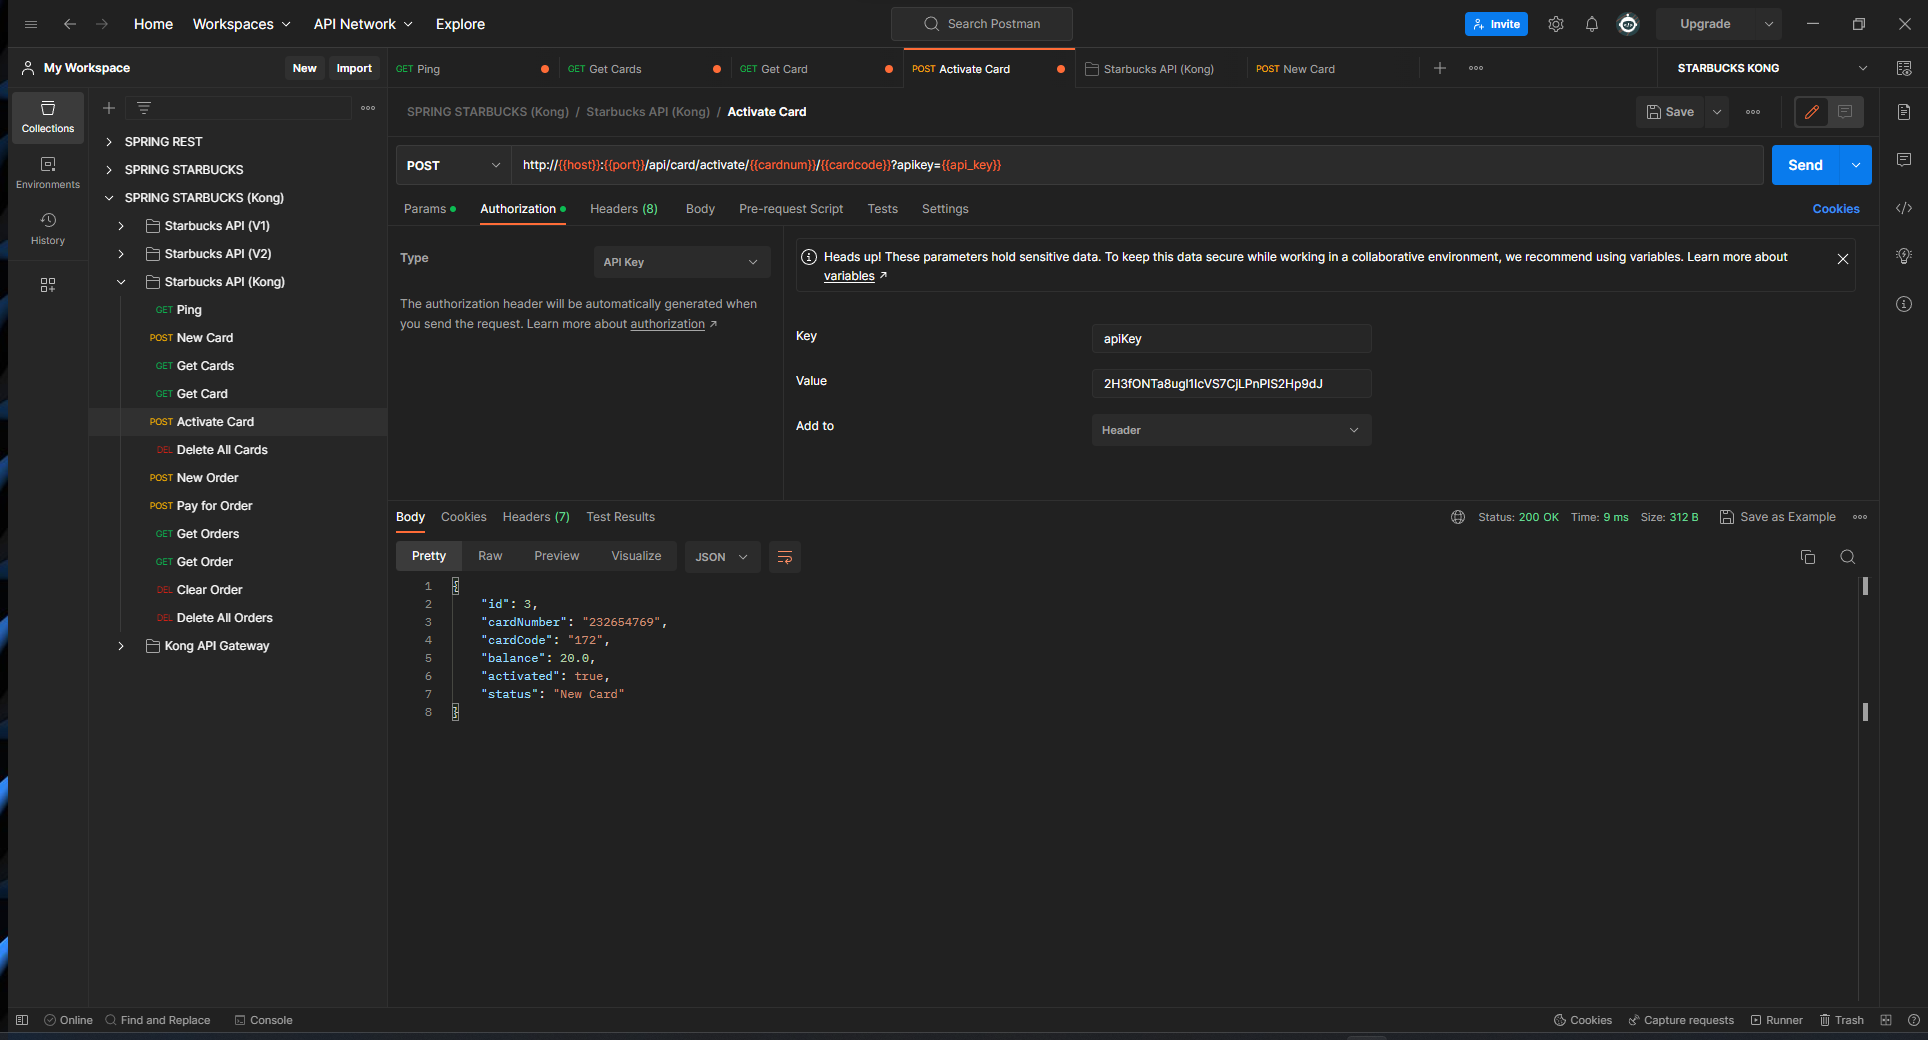 Home Workspaces API Network Explore Search Postman Invite Upgrade
My Workspace New Import
GET Ping GET Get Cards GET Get Card POST Activate Card Starbucks API (Kong) POST New Card STARBUCKS KONG
Collections
Environments
History
SPRING REST
SPRING STARBUCKS
SPRING STARBUCKS (Kong)
Starbucks API (V1)
Starbucks API (V2)
Starbucks API (Kong)
GET Ping
POST New Card
GET Get Cards
GET Get Card
POST Activate Card
DEL Delete All Cards
POST New Order
POST Pay for Order
GET Get Orders
GET Get Order
DEL Clear Order
DEL Delete All Orders
Kong API Gateway
SPRING STARBUCKS (Kong) / Starbucks API (Kong) / Activate Card Save
POST http://{{host}}:{{port}}/api/card/activate/{{cardnum}}/{{cardcode}}?apikey={{api_key}} Send
Params Authorization Headers (8) Body Pre-request Script Tests Settings Cookies
Type API Key
The authorization header will be automatically generated when
you send the request. Learn more about authorization ↗
Heads up! These parameters hold sensitive data. To keep this data secure while working in a collaborative environment, we recommend using variables. Learn more about
variables ↗
Key apiKey
Value 2H3fONTa8ugl1IcVS7CjLPnPIS2Hp9dJ
Add to Header
Body Cookies Headers (7) Test Results Status: 200 OK Time: 9 ms Size: 312 B Save as Example
Pretty Raw Preview Visualize JSON
1 {
2 "id": 3,
3 "cardNumber": "232654769",
4 "cardCode": "172",
5 "balance": 20.0,
6 "activated": true,
7 "status": "New Card"
8 }
Online Find and Replace Console Cookies Capture requests Runner Trash